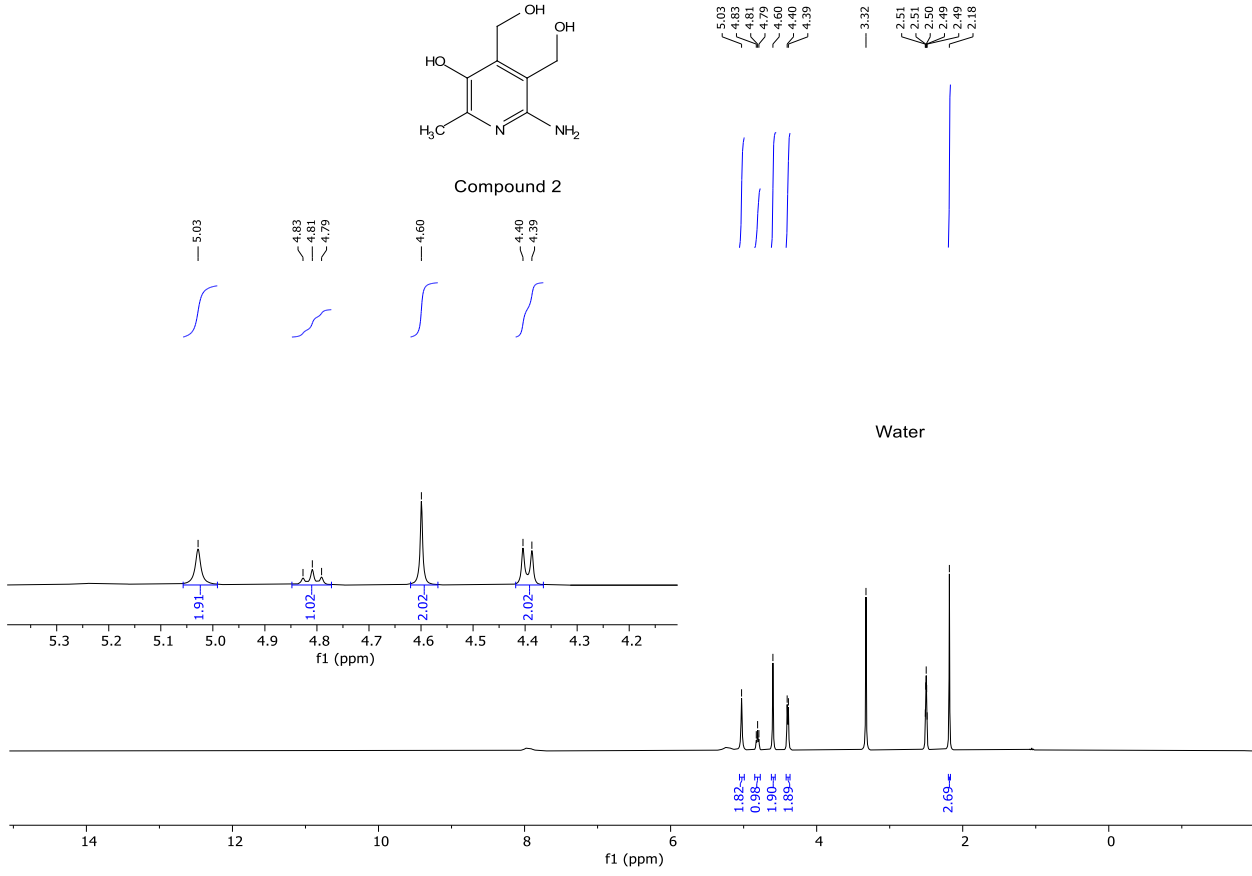 OH
OH
HO
H3C
N
NH2
Compound 2
5.03
4.83
4.81
4.79
4.60
4.40
4.39
3.32
2.51
2.51
2.50
2.49
2.49
2.18
5.03
4.83
4.81
4.79
4.60
4.40
4.39
Water
1.91
1.02
2.02
2.02
5.3 5.2 5.1 5.0 4.9 4.8 4.7 4.6 4.5 4.4 4.3 4.2
f1 (ppm)
1.82
0.98
1.90
1.89
2.69
14 12 10 8 6 4 2 0
f1 (ppm)